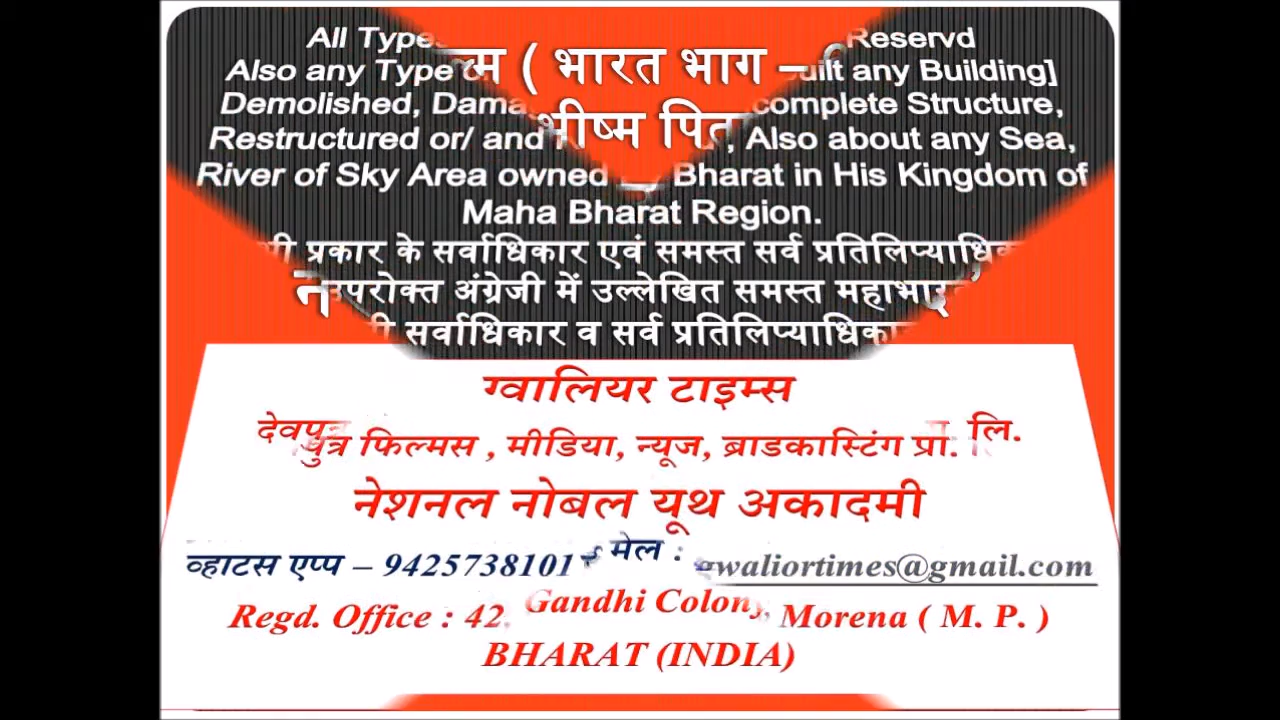 All Types Reservd
ल्म ( भारत भाग –
Also any Type uilt any Building]
Demolished, Dama complete Structure,
भीष्म पित
Restructured or/ and , Also about any Sea,
River of Sky Area owned Bharat in His Kingdom of
Maha Bharat Region.
भी प्रकार के सर्वाधिकार एवं समस्त सर्व प्रतिलिप्याधिक
उपरोक्त अंग्रेजी में उल्लेखित समस्त महाभार
सर्वाधिकार व सर्व प्रतिलिप्याधिका
ग्वालियर टाइम्स
देवपुत्र फिल्मस , मीडिया, न्यूज, ब्राडकास्टिंग प्रा. लि.
नेशनल नोबल यूथ अकादमी
व्हाटस एप्प – 9425738101 ई मेल : gwaliortimes@gmail.com
Regd. Office : 42, Gandhi Colony, Morena ( M. P. )
BHARAT (INDIA)